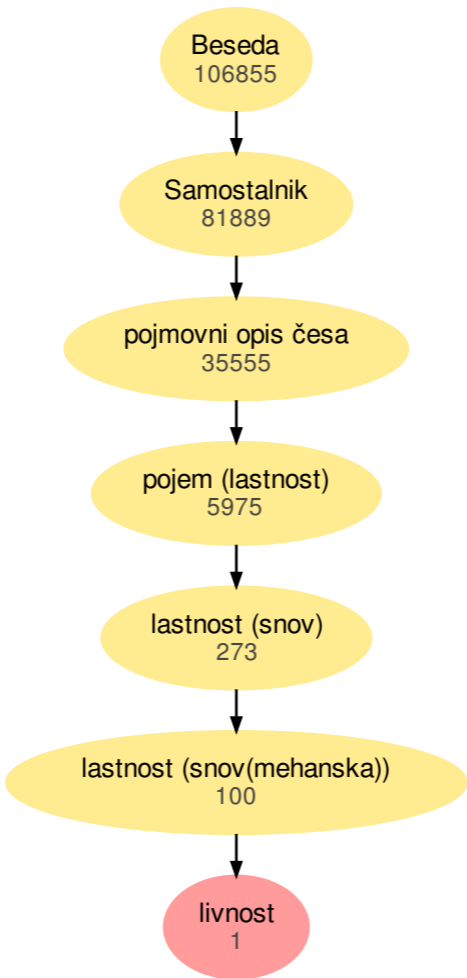 Beseda
106855
Samostalnik
81889
pojmovni opis česa
35555
pojem (lastnost)
5975
lastnost (snov)
273
lastnost (snov(mehanska))
100
livnost
1